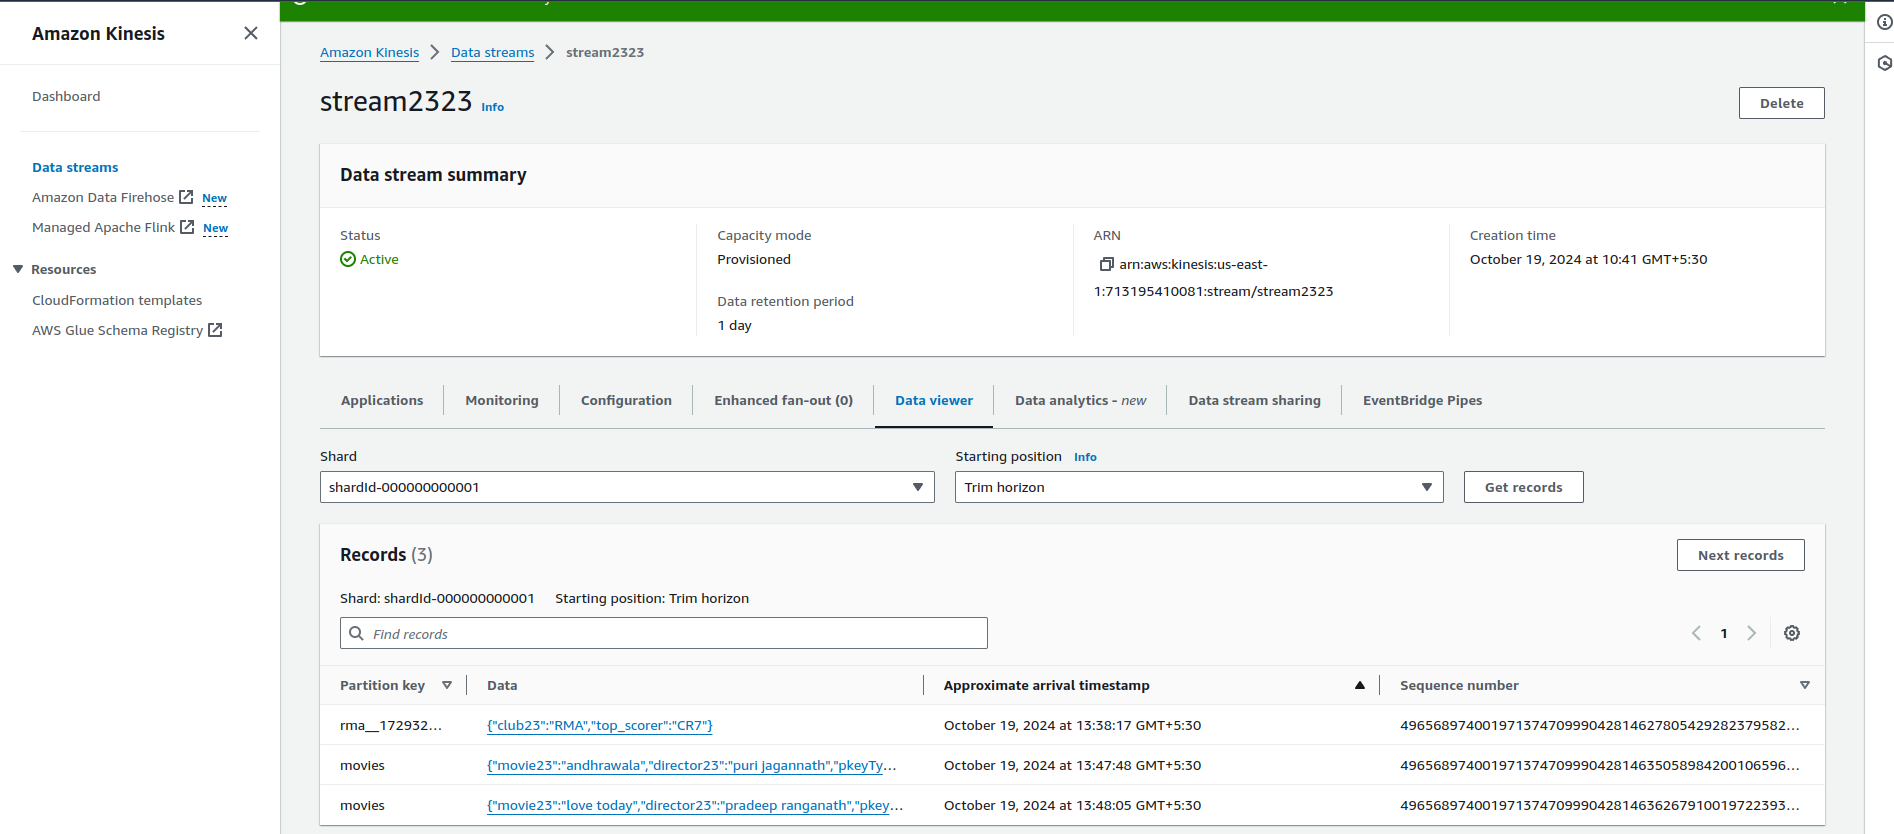 Amazon Kinesis
Dashboard
Data streams
Amazon Data Firehose New
Managed Apache Flink New
Resources
CloudFormation templates
AWS Glue Schema Registry
Amazon Kinesis > Data streams > stream2323
stream2323 Info
Delete
Data stream summary
Status
Active
Capacity mode
Provisioned
Data retention period
1 day
ARN
arn:aws:kinesis:us-east-
1:713195410081:stream/stream2323
Creation time
October 19, 2024 at 10:41 GMT+5:30
Applications Monitoring Configuration Enhanced fan-out (0) Data viewer Data analytics - new Data stream sharing EventBridge Pipes
Shard
shardId-000000000001
Starting position Info
Trim horizon
Get records
Records (3)
Next records
Shard: shardId-000000000001 Starting position: Trim horizon
Find records
1
Partition key Data Approximate arrival timestamp Sequence number
rma__172932... {"club23":"RMA","top_scorer":"CR7"} October 19, 2024 at 13:38:17 GMT+5:30 49656897400197137470999042814627805429282379582...
movies {"movie23":"andhrawala","director23":"puri jagannath","pkeyTy... October 19, 2024 at 13:47:48 GMT+5:30 49656897400197137470999042814635058984200106596...
movies {"movie23":"love today","director23":"pradeep ranganath","pkey... October 19, 2024 at 13:48:05 GMT+5:30 49656897400197137470999042814636267910019722393...